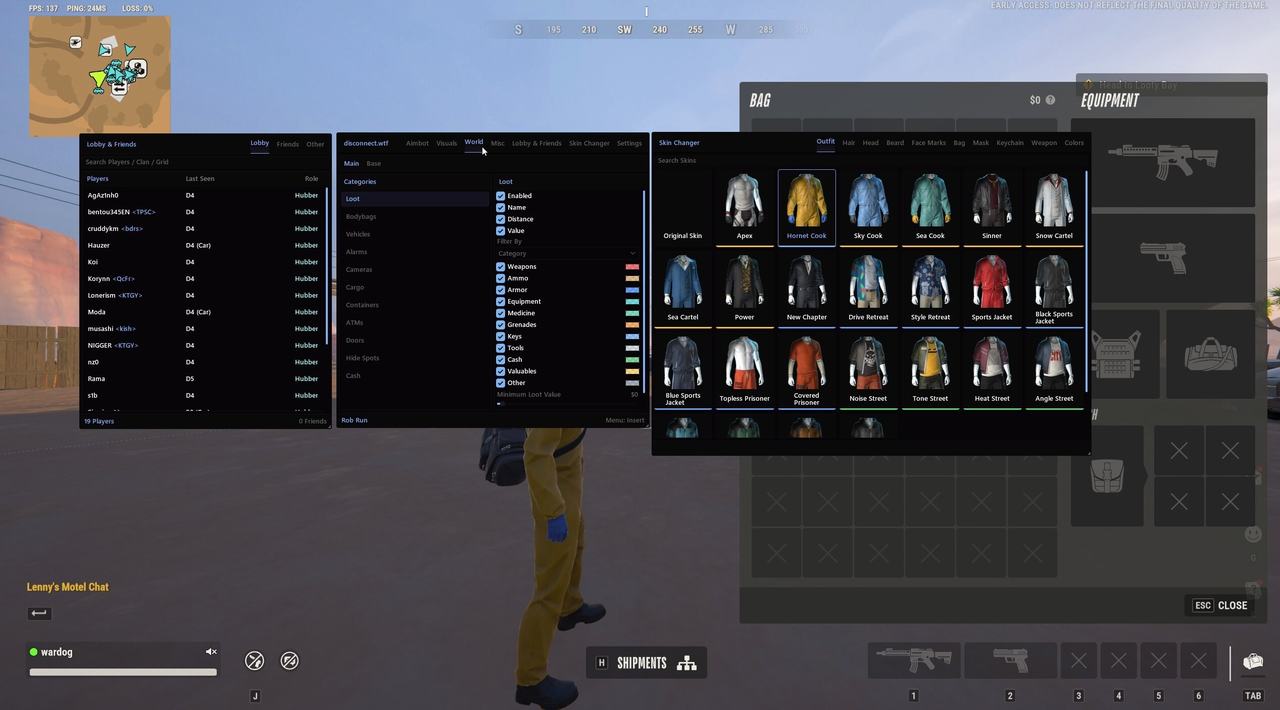 FPS: 137 PING: 24MS LOSS: 0%
EARLY ACCESS: DOES NOT REFLECT THE FINAL QUALITY OF THE GAME.
S 195 210 SW 240 255 W 285
Head to Looty Bay
BAG $0 ? EQUIPMENT
Lobby & Friends Lobby Friends Other
Search Players / Clan / Grid
Players Last Seen Role
AgAzInh0 D4 Hubber
bentou345EN <TPSC> D4 Hubber
cruddykm <bdrs> D4 Hubber
Hauzer D4 (Car) Hubber
Koi D4 Hubber
Korynn <QcFr> D4 Hubber
Lonerism <KTGY> D4 Hubber
Moda D4 (Car) Hubber
musashi <kish> D4 Hubber
NIGGER <KTGY> D4 Hubber
nz0 D4 Hubber
Rama D5 Hubber
s1b D4 Hubber
19 Players 0 Friends
disconnect.wtf Aimbot Visuals World Misc Lobby & Friends Skin Changer Settings
Main Base
Categories
Loot
Bodybags
Vehicles
Alarms
Cameras
Cargo
Containers
ATMs
Doors
Hide Spots
Cash
Loot
Enabled
Name
Distance
Value
Filter By
Category
Weapons
Ammo
Armor
Equipment
Medicine
Grenades
Keys
Tools
Cash
Valuables
Other
Minimum Loot Value $0
Rob Run Menu: Insert
Skin Changer Outfit Hair Head Beard Face Marks Bag Mask Keychain Weapon Colors
Search Skins
Original Skin Apex Hornet Cook Sky Cook Sea Cook Sinner Snow Cartel
Sea Cartel Power New Chapter Drive Retreat Style Retreat Sports Jacket Black Sports Jacket
Blue Sports Jacket Topless Prisoner Covered Prisoner Noise Street Tone Street Heat Street Angle Street
G
ESC CLOSE
Lenny's Motel Chat
wardog
J
H SHIPMENTS
1 2 3 4 5 6 TAB